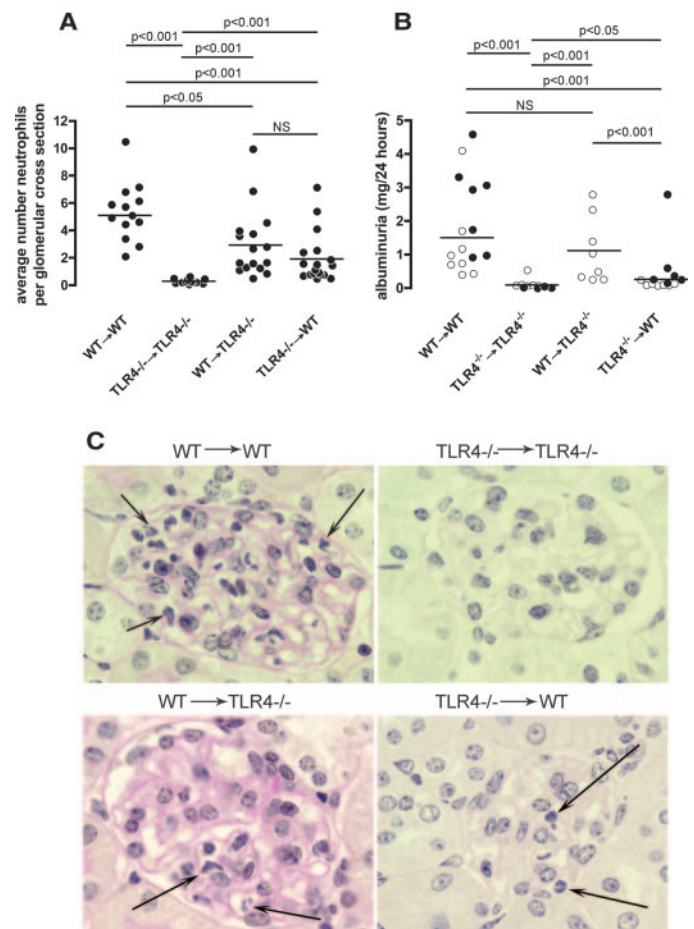 A
p<0.001
p<0.001
p<0.001
p<0.001
p<0.05
NS
average number neutrophils
per glomerular cross section
12
10
8
6
4
2
0
WT→WT
TLR4-/-→TLR4-/-
WT→TLR4-/-
TLR4-/-→WT
B
p<0.05
p<0.001
p<0.001
p<0.001
NS
p<0.001
albuminuria (mg/24 hours)
5
4
3
2
1
0
WT→WT
TLR4-/-→TLR4-/-
WT→TLR4-/-
TLR4-/-→WT
C
WT→WT
TLR4-/-→TLR4-/-
WT→TLR4-/-
TLR4-/-→WT